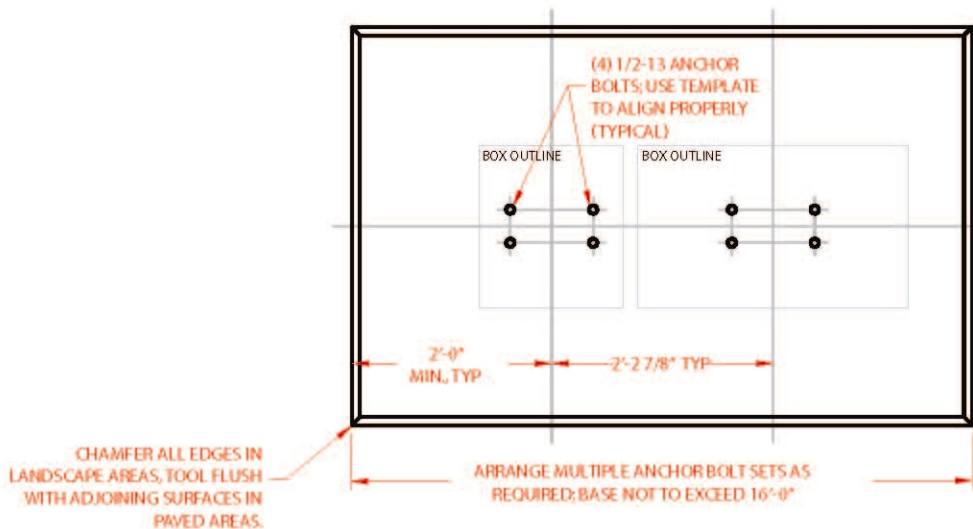 (4) 1/2-13 ANCHOR
BOLTS; USE TEMPLATE
TO ALIGN PROPERLY
(TYPICAL)
BOX OUTLINE
BOX OUTLINE
2'-0"
MIN., TYP
2'-2 7/8" TYP
CHAMFER ALL EDGES IN
LANDSCAPE AREAS, TOOL FLUSH
WITH ADJOINING SURFACES IN
PAVED AREAS.
ARRANGE MULTIPLE ANCHOR BOLT SETS AS
REQUIRED; BASE NOT TO EXCEED 16'-0"